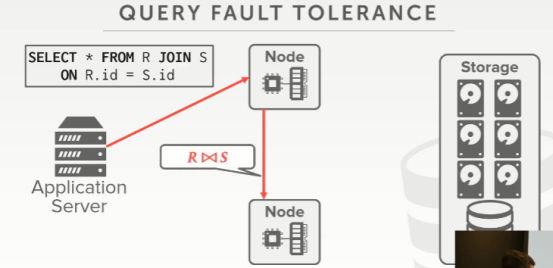 QUERY FAULT TOLERANCE
SELECT * FROM R JOIN S
ON R.id = S.id
Node
Storage
R ⋈ S
Application
Server
Node